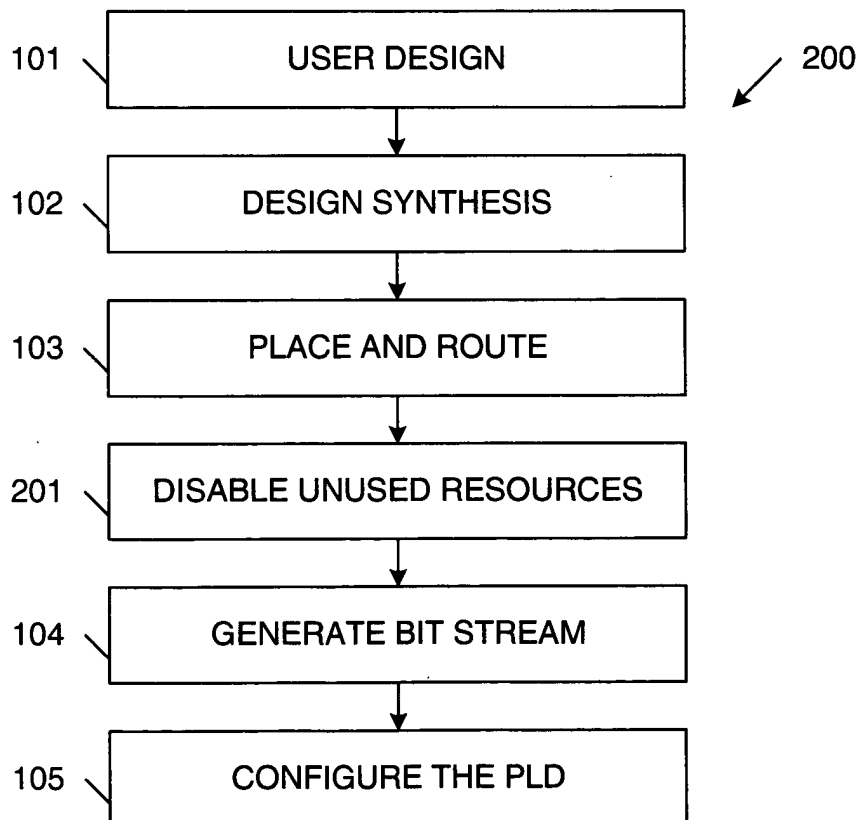 101 USER DESIGN
200
102 DESIGN SYNTHESIS
103 PLACE AND ROUTE
201 DISABLE UNUSED RESOURCES
104 GENERATE BIT STREAM
105 CONFIGURE THE PLD